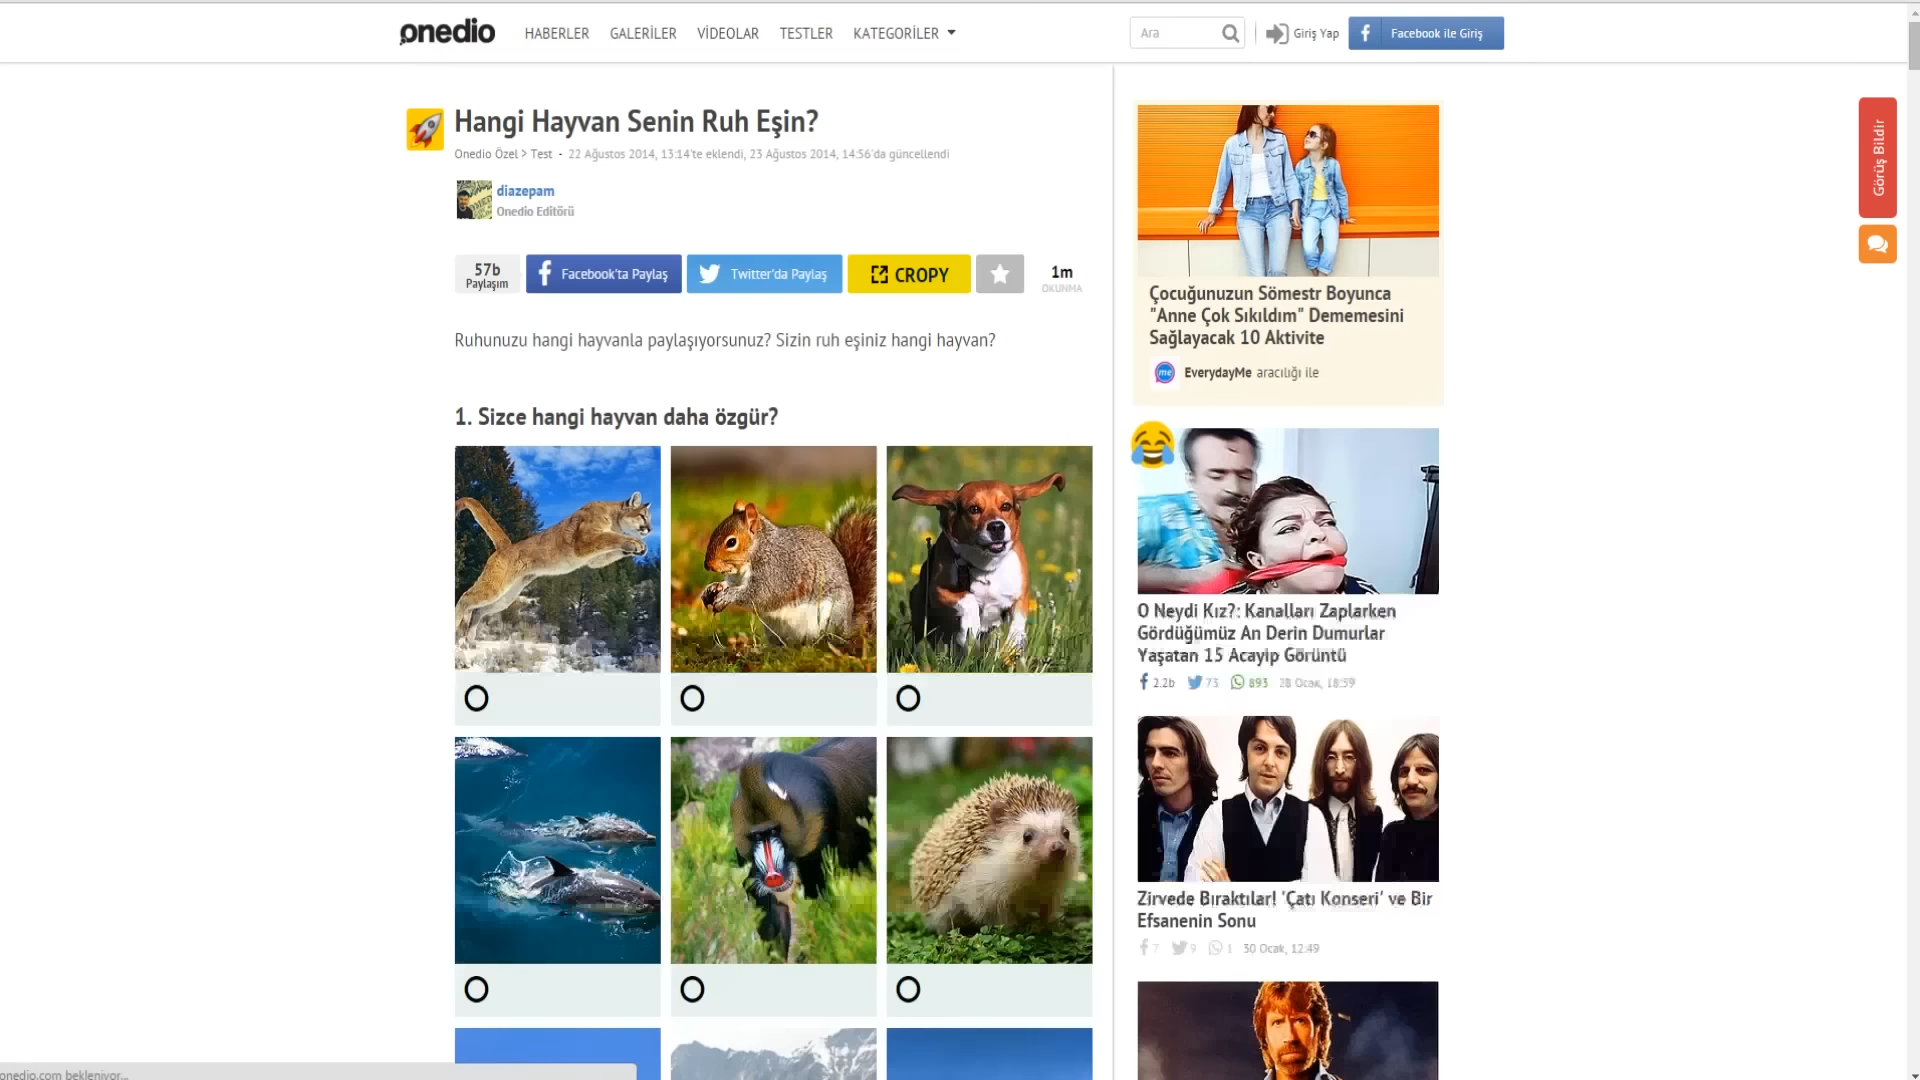 onedio
HABERLER
GALERİLER
VİDEOLAR
TESTLER
KATEGORİLER
Ara
Giriş Yap
Facebook ile Giriş
Hangi Hayvan Senin Ruh Eşin?
Onedio Özel > Test - 22 Ağustos 2014, 13:14'te eklendi, 23 Ağustos 2014, 14:56'da güncellendi
diazepam
Onedio Editörü
57b
Paylaşım
Facebook'ta Paylaş
Twitter'da Paylaş
CROPY
1m
OKUNMA
Ruhunuzu hangi hayvanla paylaşıyorsunuz? Sizin ruh eşiniz hangi hayvan?
1. Sizce hangi hayvan daha özgür?
Çocuğunuzun Sömestr Boyunca
"Anne Çok Sıkıldım" Dememesini
Sağlayacak 10 Aktivite
me
EverydayMe aracılığı ile
O Neydi Kız?: Kanalları Zaplarken
Gördüğümüz An Derin Dumurlar
Yaşatan 15 Acayip Görüntü
2.2b 73 893 28 Ocak, 18:59
Zirvede Bıraktılar! 'Çatı Konseri' ve Bir
Efsanenin Sonu
7 9 1 30 Ocak, 12:49
Görüş Bildir
onedio.com bekleniyor...